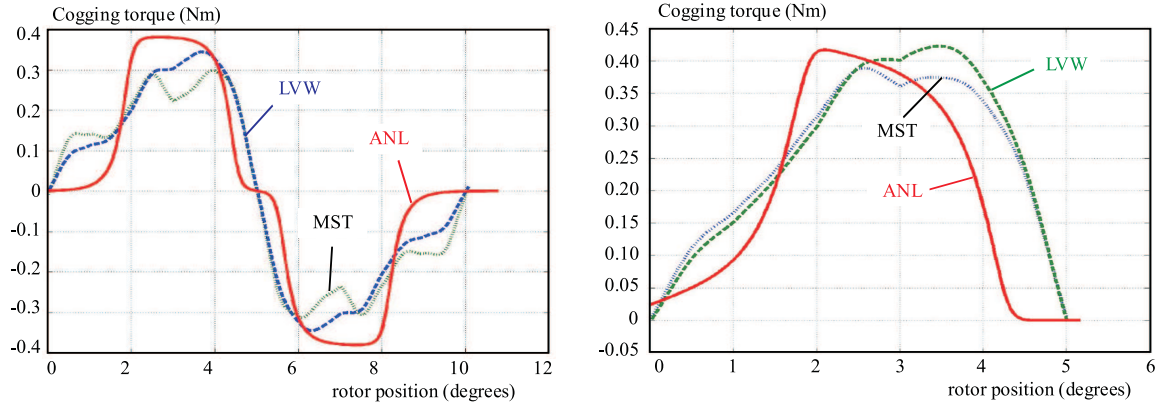 Cogging torque (Nm)
0.4
0.3
0.2
0.1
0
-0.1
-0.2
-0.3
-0.4
LVW
ANL
MST
0 2 4 6 8 10 12
rotor position (degrees)
Cogging torque (Nm)
0.45
0.40
0.35
0.30
0.25
0.20
0.15
0.10
0.05
0
-0.05
LVW
MST
ANL
0 1 2 3 4 5 6
rotor position (degrees)